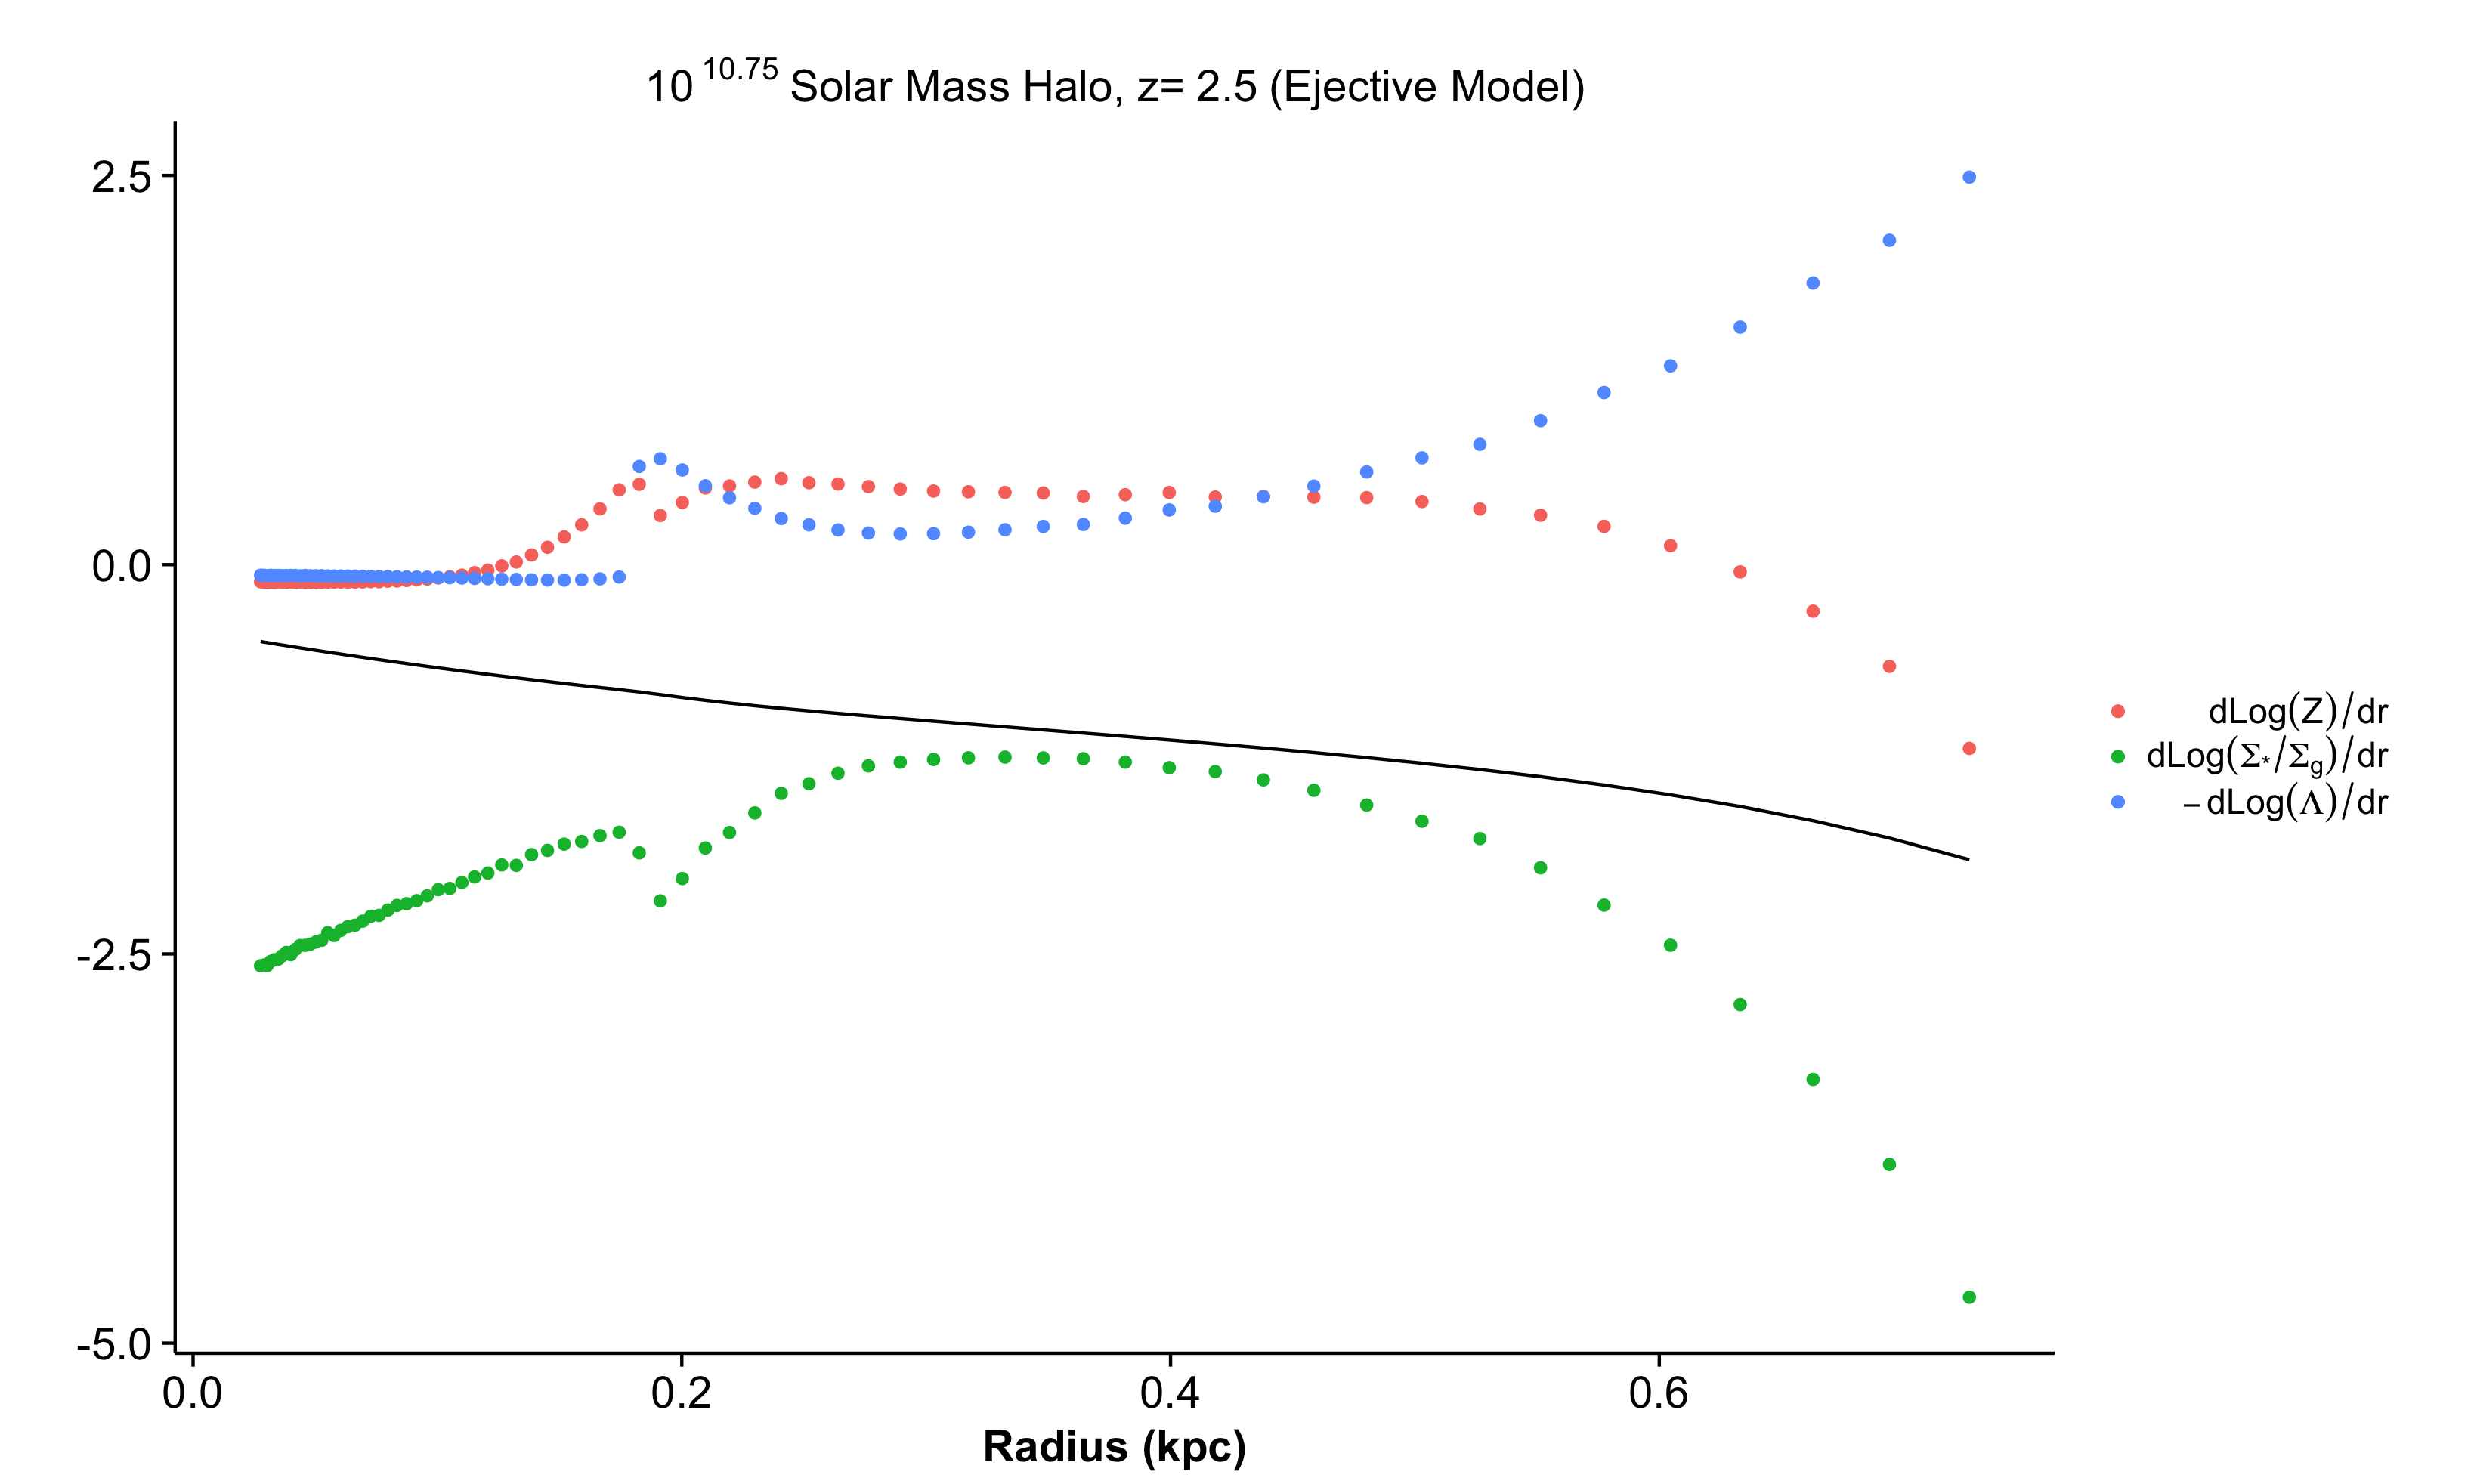 10^10.75 Solar Mass Halo, z= 2.5 (Ejective Model)
2.5
0.0
-2.5
-5.0
0.0 0.2 0.4 0.6
Radius (kpc)
dLog(Z)/dr
dLog(Σ*/Σg)/dr
−dLog(Λ)/dr